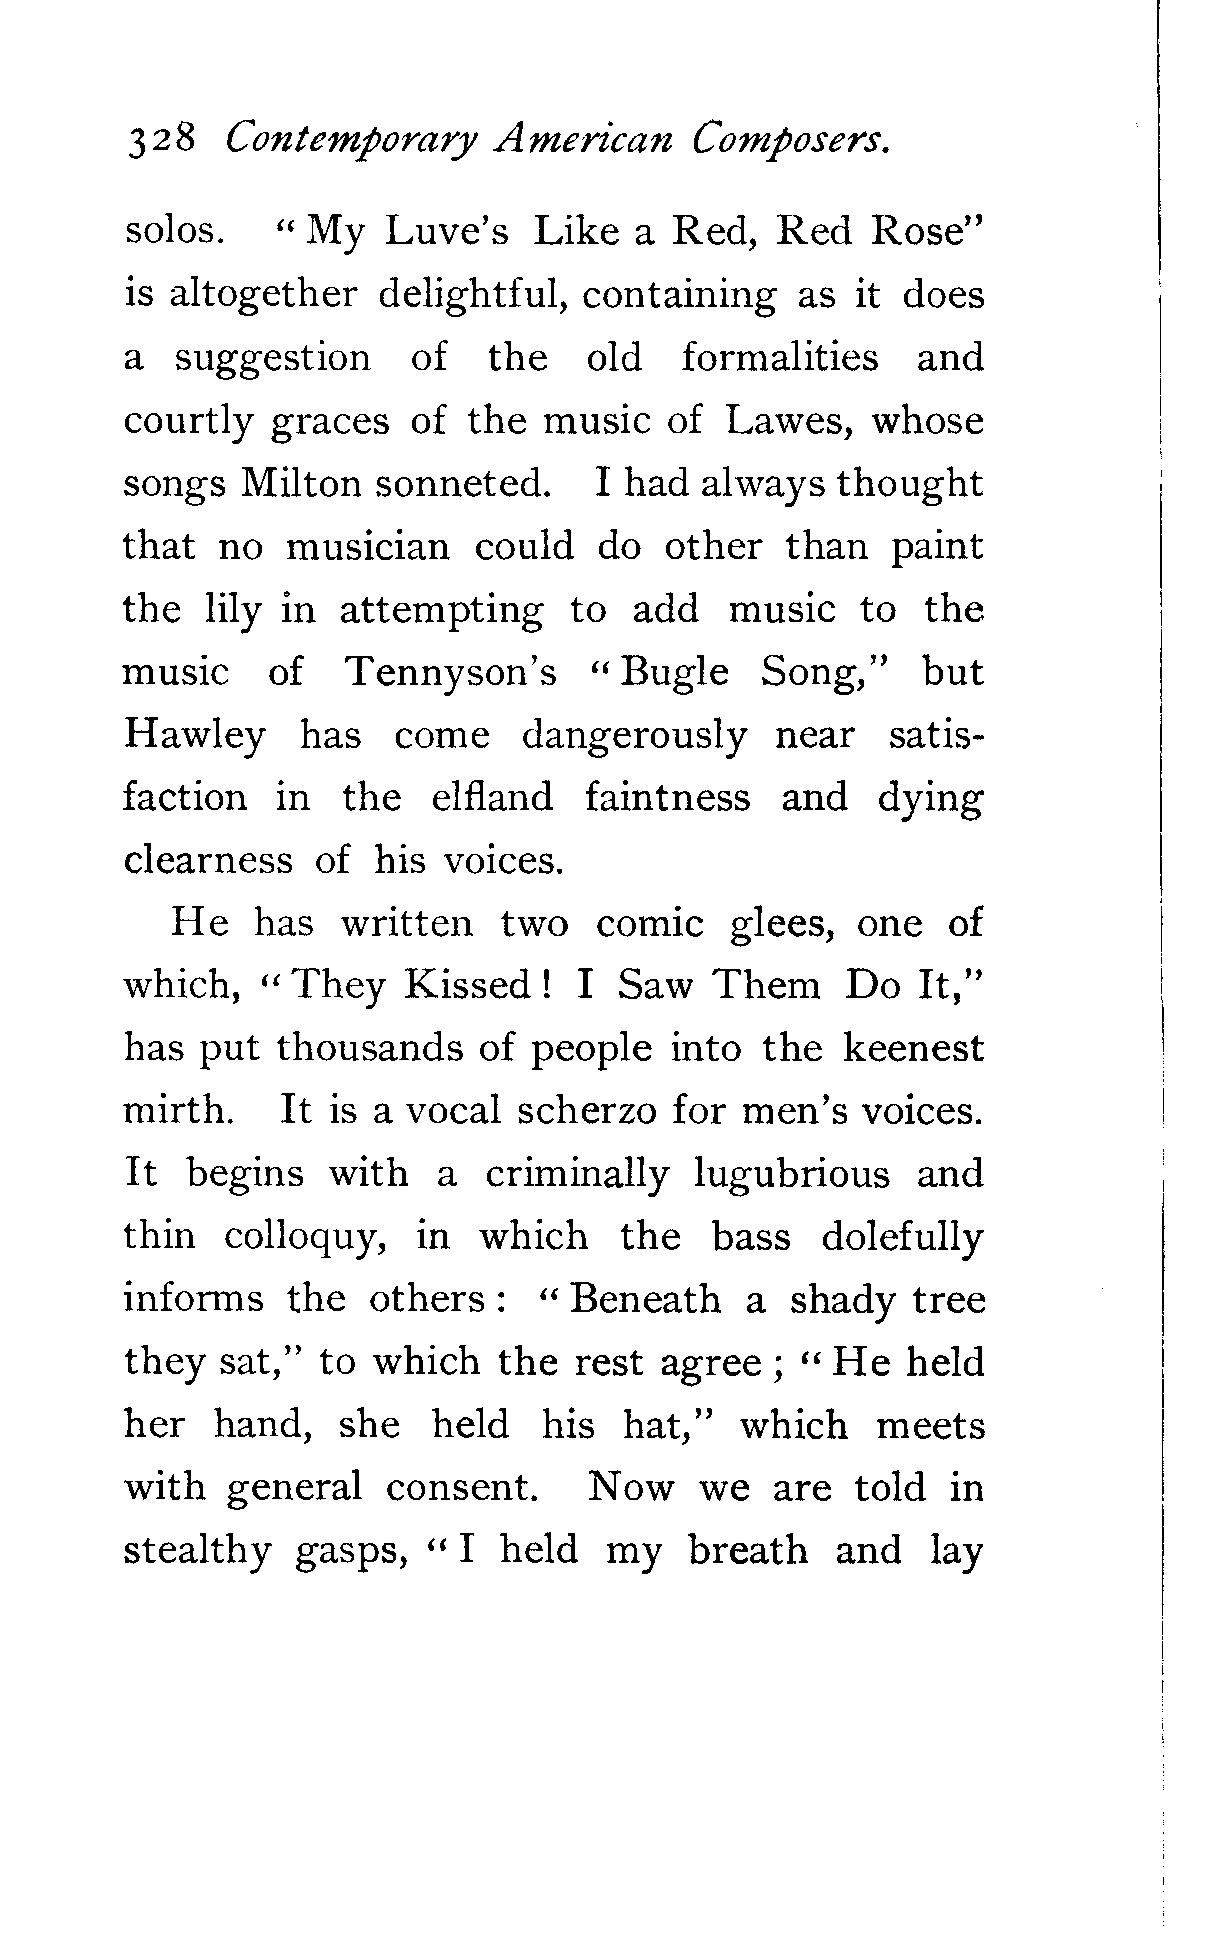 328 Contemporary American Composers.
solos. "My Luve's Like a Red, Red Rose"
is altogether delightful, containing as it does
a suggestion of the old formalities and
courtly graces of the music of Lawes, whose
songs Milton sonneted. I had always thought
that no musician could do other than paint
the lily in attempting to add music to the
music of Tennyson's "Bugle Song," but
Hawley has come dangerously near satis-
faction in the elfland faintness and dying
clearness of his voices.
He has written two comic glees, one of
which, "They Kissed! I Saw Them Do It,"
has put thousands of people into the keenest
mirth. It is a vocal scherzo for men's voices.
It begins with a criminally lugubrious and
thin colloquy, in which the bass dolefully
informs the others: "Beneath a shady tree
they sat," to which the rest agree; "He held
her hand, she held his hat," which meets
with general consent. Now we are told in
stealthy gasps, "I held my breath and lay